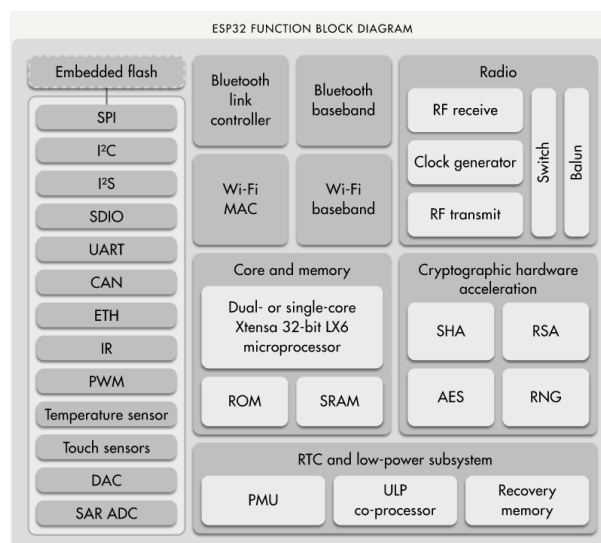 ESP32 FUNCTION BLOCK DIAGRAM
Embedded flash
SPI
I²C
I²S
SDIO
UART
CAN
ETH
IR
PWM
Temperature sensor
Touch sensors
DAC
SAR ADC
Bluetooth
link
controller
Bluetooth
baseband
Wi-Fi
MAC
Wi-Fi
baseband
Radio
RF receive
Clock generator
RF transmit
Switch
Balun
Core and memory
Dual- or single-core
Xtensa 32-bit LX6
microprocessor
ROM
SRAM
Cryptographic hardware
acceleration
SHA
RSA
AES
RNG
RTC and low-power subsystem
PMU
ULP
co-processor
Recovery
memory